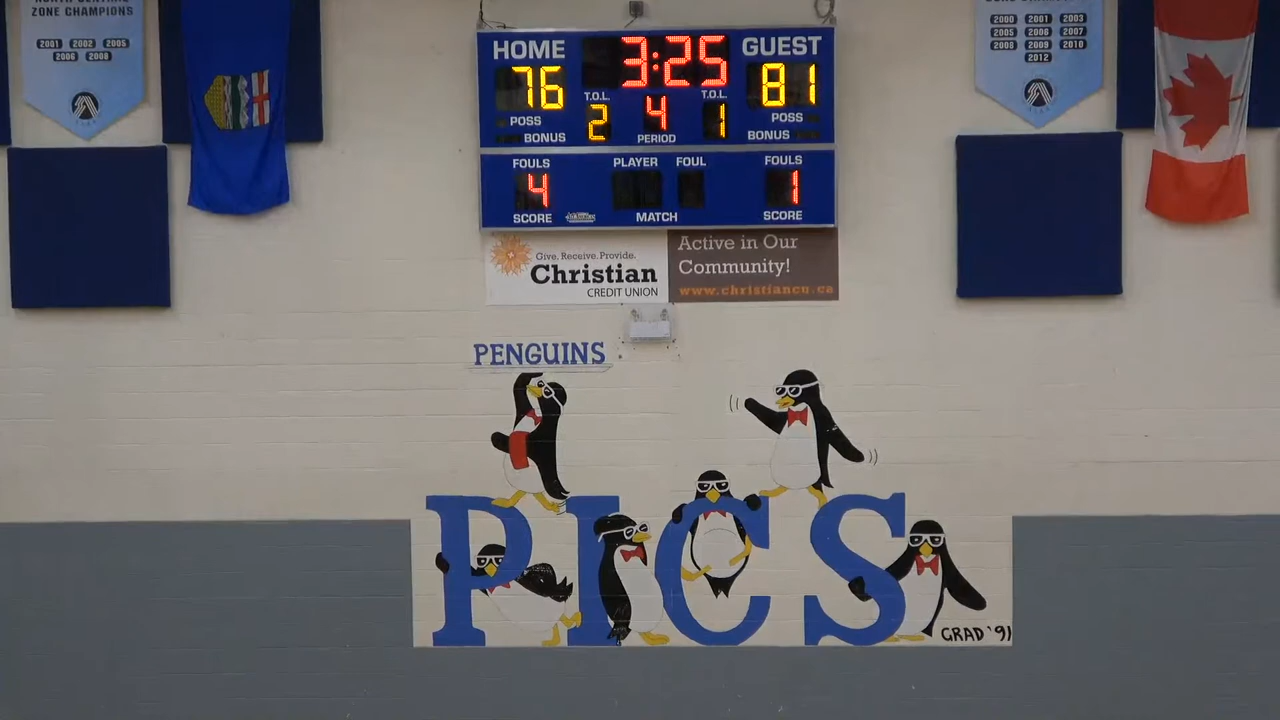 ZONE CHAMPIONS
2001 2002 2005
2006 2008
2000 2001 2003
2005 2006 2007
2008 2009 2010
2012
HOME 3:25 GUEST
76 81
T.O.L. T.O.L.
2 4 1
POSS POSS
BONUS PERIOD BONUS
FOULS PLAYER FOUL FOULS
4 1
SCORE MATCH SCORE
Give. Receive. Provide.
Christian
CREDIT UNION
Active in Our
Community!
www.christiancu.ca
PENGUINS
PICS
GRAD '91